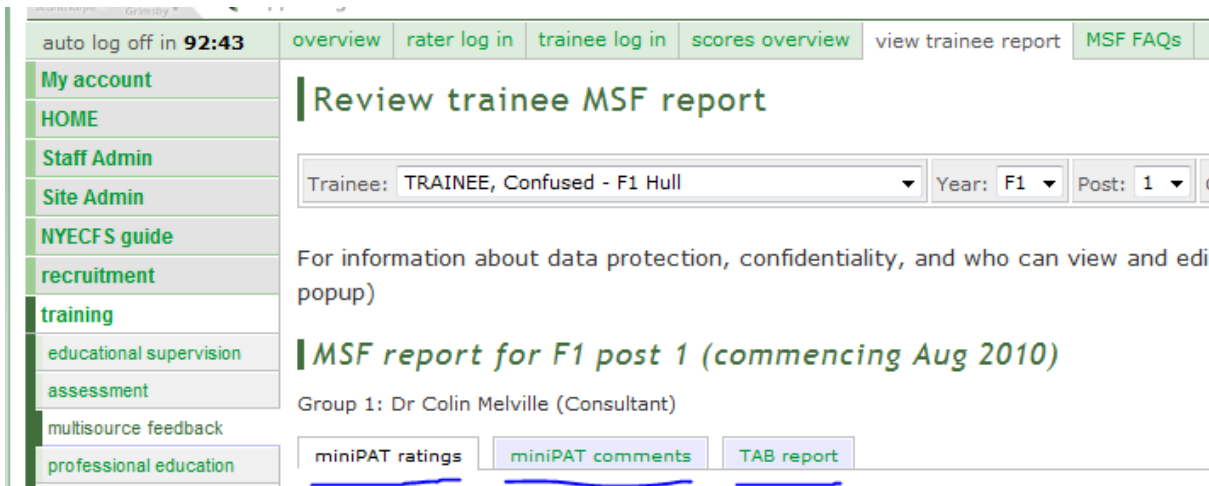 Grimsby
auto log off in 92:43
overview
rater log in
trainee log in
scores overview
view trainee report
MSF FAQs
My account
HOME
Staff Admin
Site Admin
NYECFS guide
recruitment
training
educational supervision
assessment
multisource feedback
professional education
Review trainee MSF report
Trainee: TRAINEE, Confused - F1 Hull
Year: F1
Post: 1
For information about data protection, confidentiality, and who can view and edi
popup)
MSF report for F1 post 1 (commencing Aug 2010)
Group 1: Dr Colin Melville (Consultant)
miniPAT ratings
miniPAT comments
TAB report